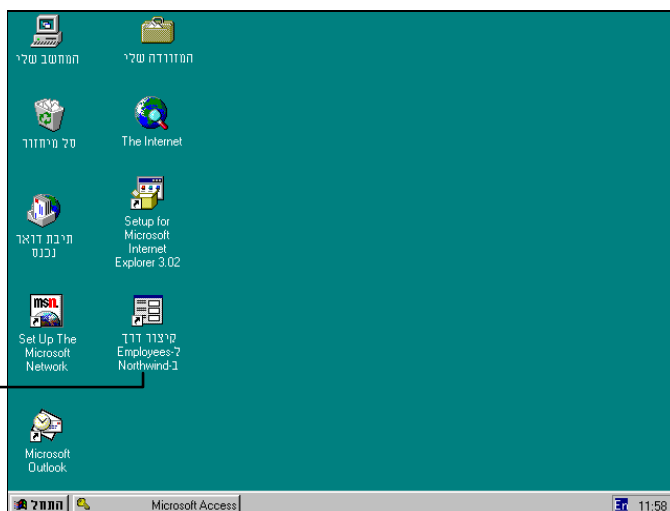 המחשב שלי
המזוודה שלי
סל מיחזור
The Internet
תיבת דואר
נכנס
Setup for
Microsoft
Internet
Explorer 3.02
msn.
Set Up The
Microsoft
Network
קיצור דרך
ל-Employees
ב-Northwind
Microsoft
Outlook
התחל
Microsoft Access
En
11:58